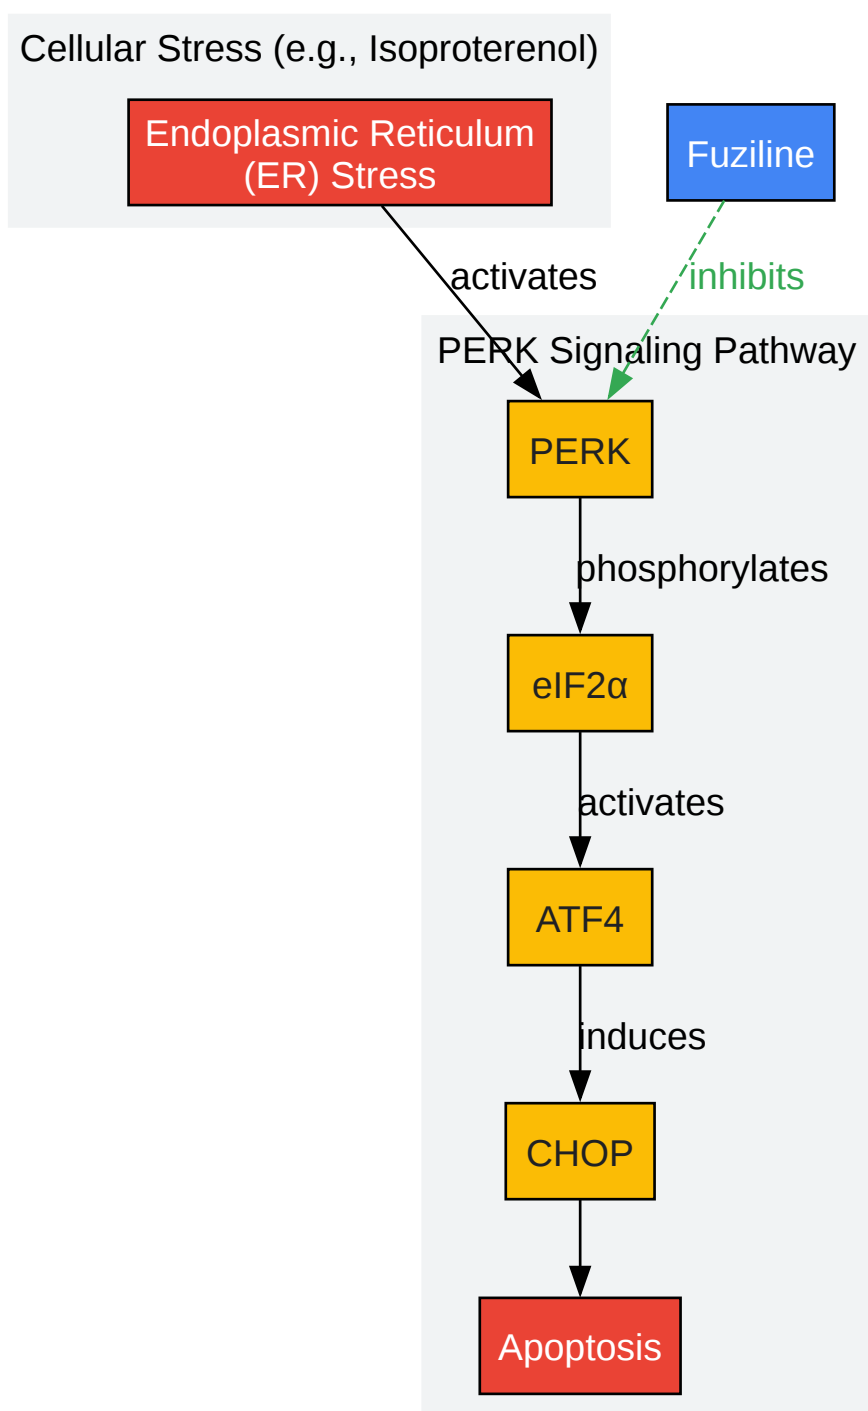 Cellular Stress (e.g., Isoproterenol)
Endoplasmic Reticulum
(ER) Stress
Fuziline
activates
inhibits
PERK Signaling Pathway
PERK
phosphorylates
eIF2α
activates
ATF4
induces
CHOP
Apoptosis